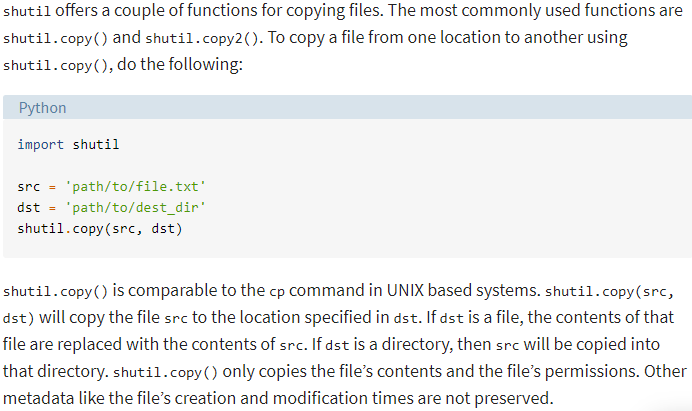 shutil offers a couple of functions for copying files. The most commonly used functions are
shutil.copy() and shutil.copy2(). To copy a file from one location to another using
shutil.copy(), do the following:
Python
import shutil
src = 'path/to/file.txt'
dst = 'path/to/dest_dir'
shutil.copy(src, dst)
shutil.copy() is comparable to the cp command in UNIX based systems. shutil.copy(src,
dst) will copy the file src to the location specified in dst. If dst is a file, the contents of that
file are replaced with the contents of src. If dst is a directory, then src will be copied into
that directory. shutil.copy() only copies the file’s contents and the file’s permissions. Other
metadata like the file’s creation and modification times are not preserved.